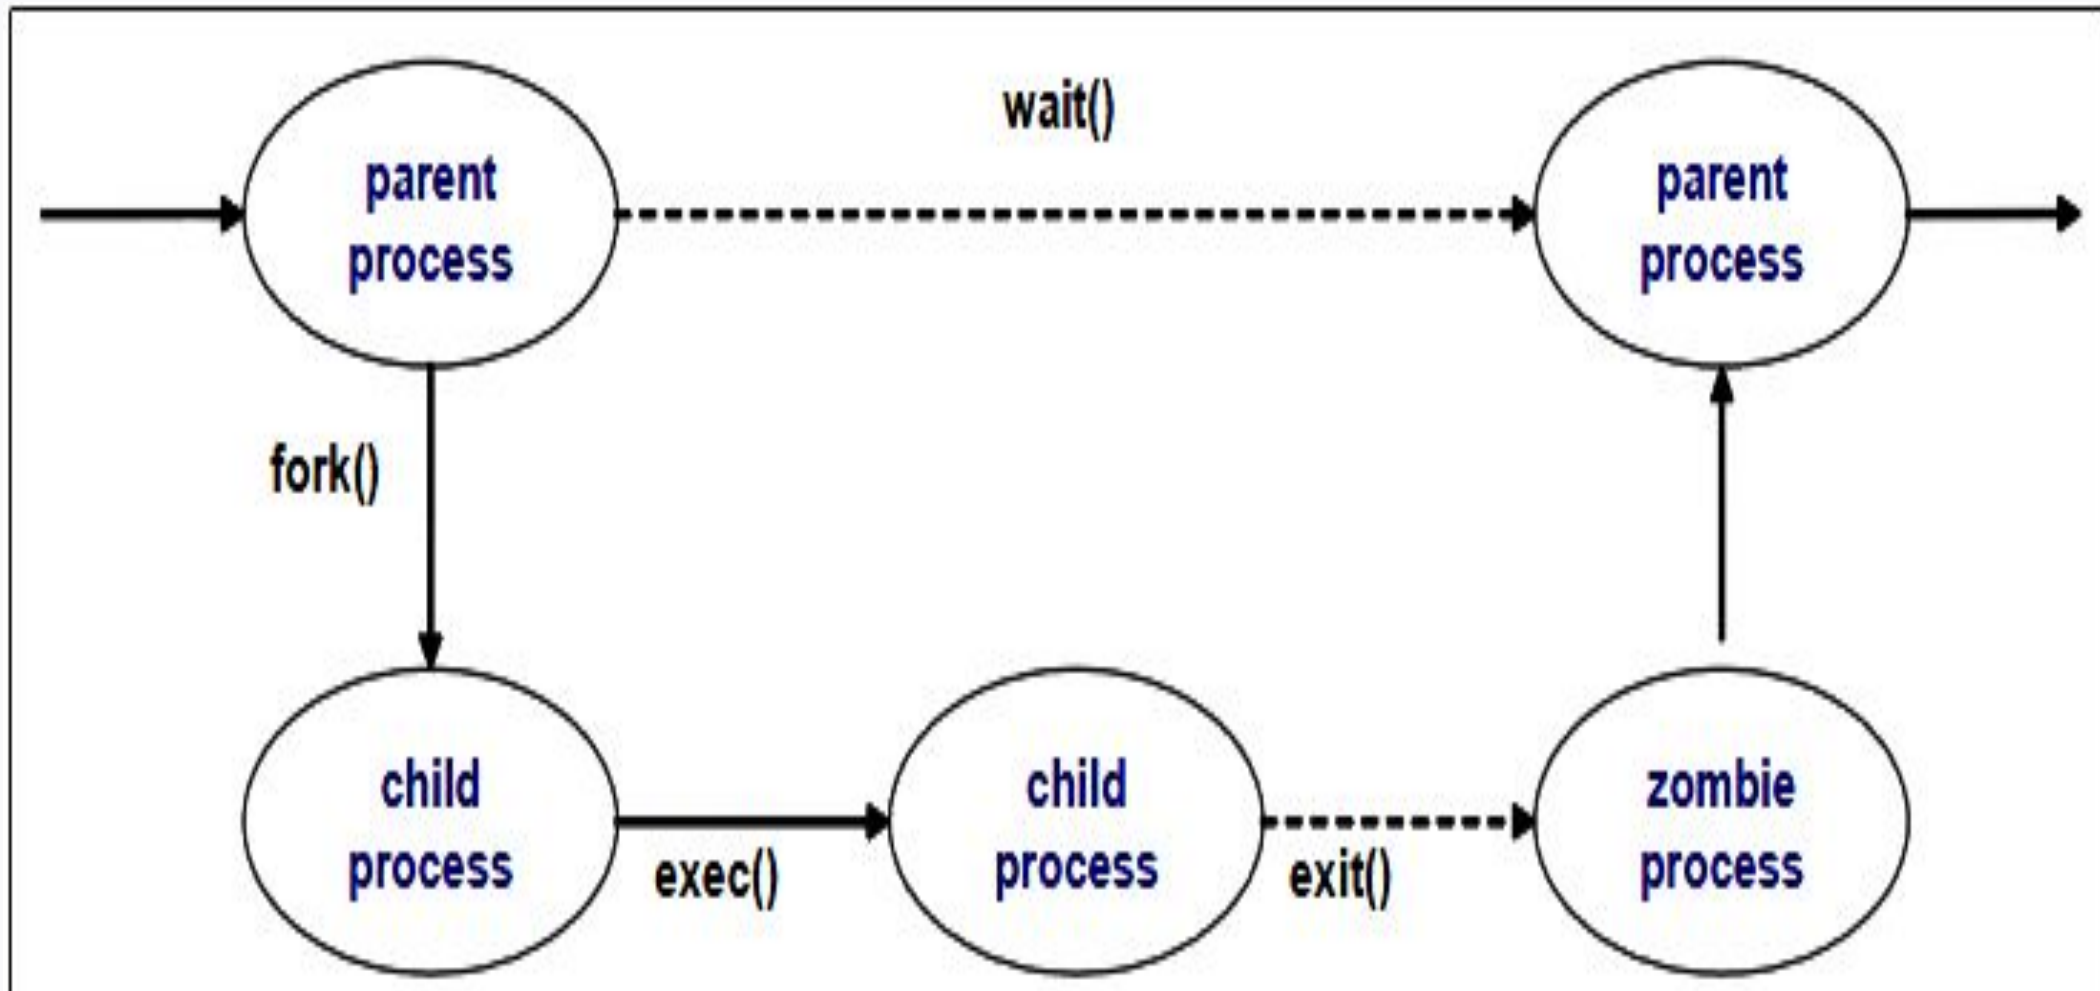 parent
process
wait()
parent
process
fork()
child
process
exec()
child
process
exit()
zombie
process